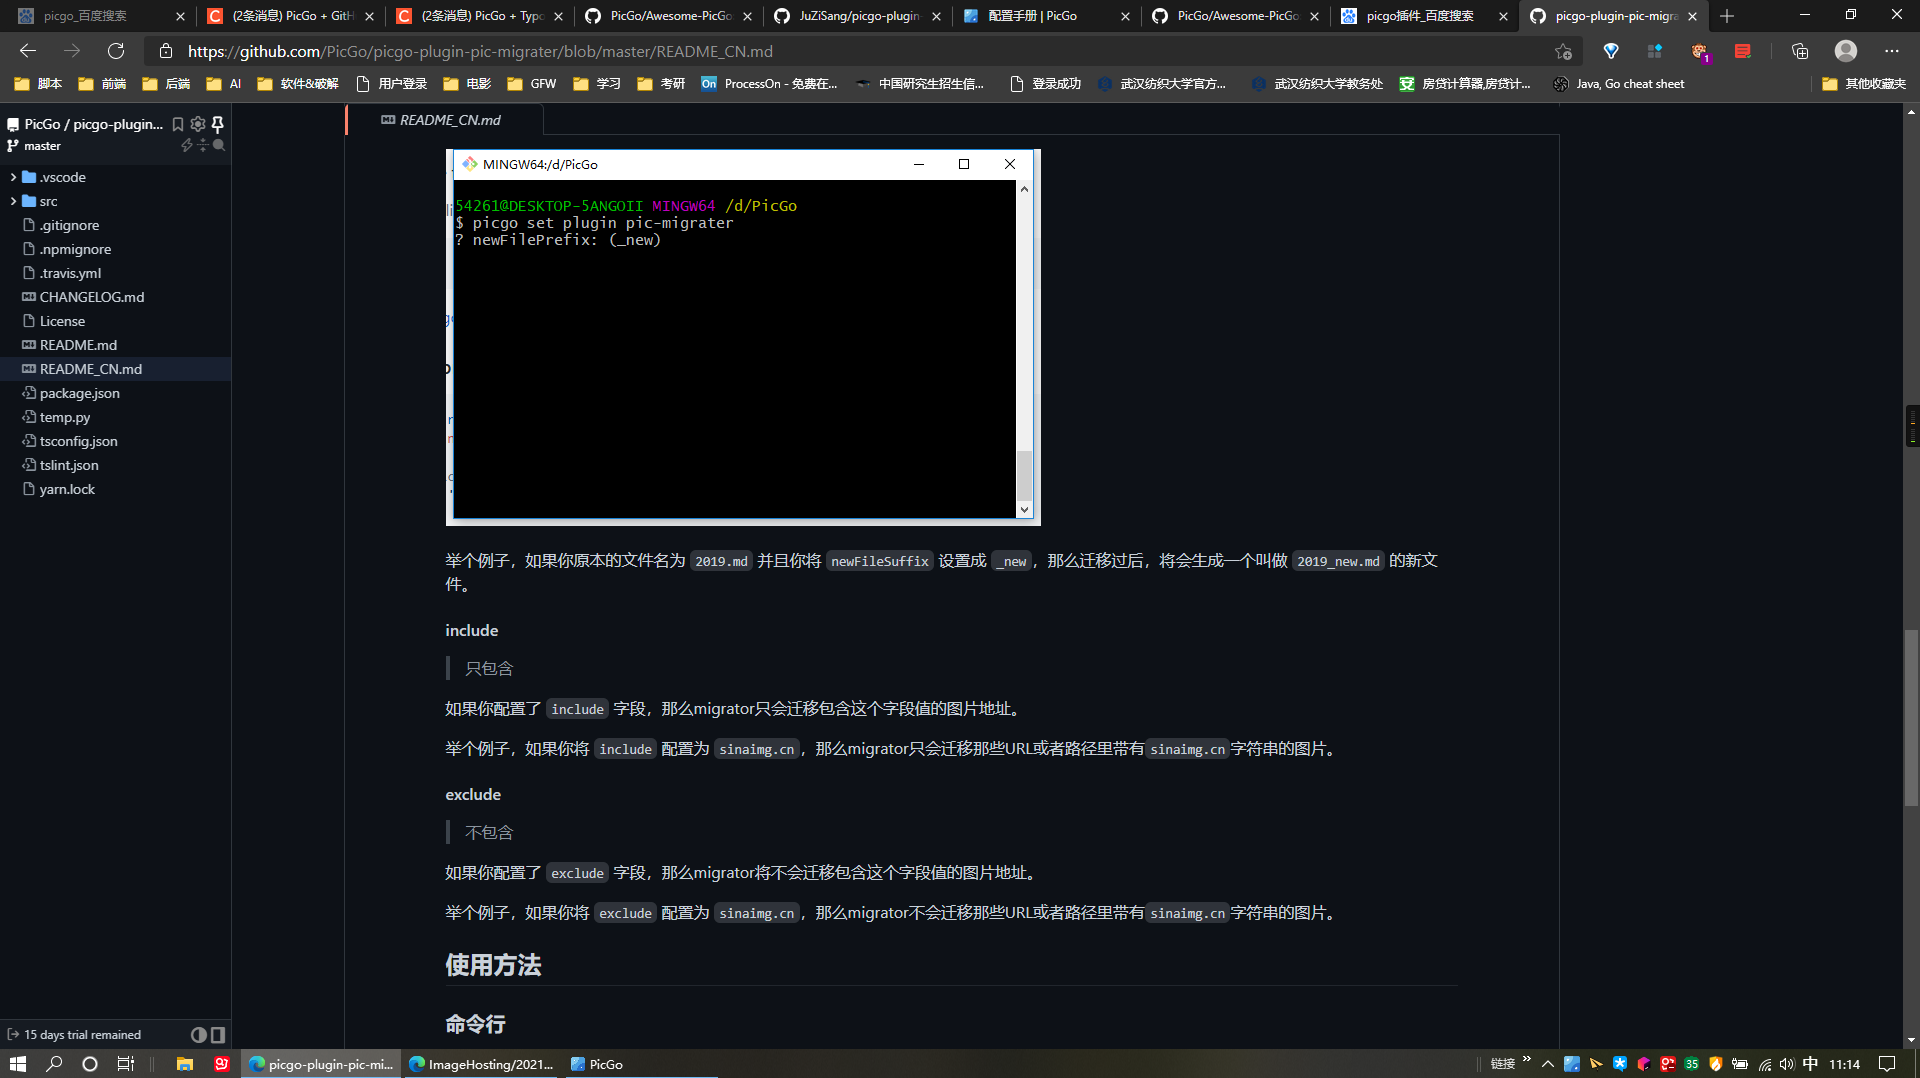 picgo_百度搜索
(2条消息) PicGo + GitH
(2条消息) PicGo + Typo
PicGo/Awesome-PicGo
JuZiSang/picgo-plugin-
配置手册 | PicGo
PicGo/Awesome-PicGo
picgo插件_百度搜索
picgo-plugin-pic-migra
https://github.com/PicGo/picgo-plugin-pic-migrater/blob/master/README_CN.md
1
脚本
前端
后端
AI
软件&破解
用户登录
电影
GFW
学习
考研
On ProcessOn - 免费在...
中国研究生招生信...
登录成功
武汉纺织大学官方...
武汉纺织大学教务处
房贷计算器,房贷计...
Java, Go cheat sheet
其他收藏夹
PicGo / picgo-plugin...
master
.vscode
src
.gitignore
.npmignore
.travis.yml
CHANGELOG.md
License
README.md
README_CN.md
package.json
temp.py
tsconfig.json
tslint.json
yarn.lock
15 days trial remained
README_CN.md
MINGW64:/d/PicGo
54261@DESKTOP-5ANGOII MINGW64 /d/PicGo
$ picgo set plugin pic-migrater
? newFilePrefix: (_new)
举个例子，如果你原本的文件名为 2019.md 并且你将 newFileSuffix 设置成 _new，那么迁移过后，将会生成一个叫做 2019_new.md 的新文
件。
include
只包含
如果你配置了 include 字段，那么migrator只会迁移包含这个字段值的图片地址。
举个例子，如果你将 include 配置为 sinaimg.cn，那么migrator只会迁移那些URL或者路径里带有 sinaimg.cn 字符串的图片。
exclude
不包含
如果你配置了 exclude 字段，那么migrator将不会迁移包含这个字段值的图片地址。
举个例子，如果你将 exclude 配置为 sinaimg.cn，那么migrator不会迁移那些URL或者路径里带有 sinaimg.cn 字符串的图片。
使用方法
命令行
picgo-plugin-pic-mi...
ImageHosting/2021...
PicGo
链接
35
中
11:14